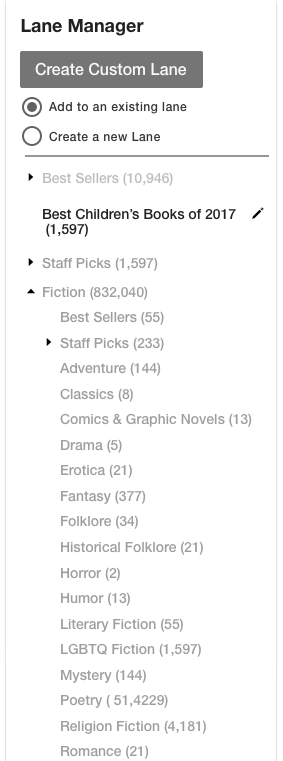 Lane Manager
Create Custom Lane
Add to an existing lane
Create a new Lane
Best Sellers (10,946)
Best Children’s Books of 2017
(1,597)
Staff Picks (1,597)
Fiction (832,040)
Best Sellers (55)
Staff Picks (233)
Adventure (144)
Classics (8)
Comics & Graphic Novels (13)
Drama (5)
Erotica (21)
Fantasy (377)
Folklore (34)
Historical Folklore (21)
Horror (2)
Humor (13)
Literary Fiction (55)
LGBTQ Fiction (1,597)
Mystery (144)
Poetry ( 51,4229)
Religion Fiction (4,181)
Romance (21)